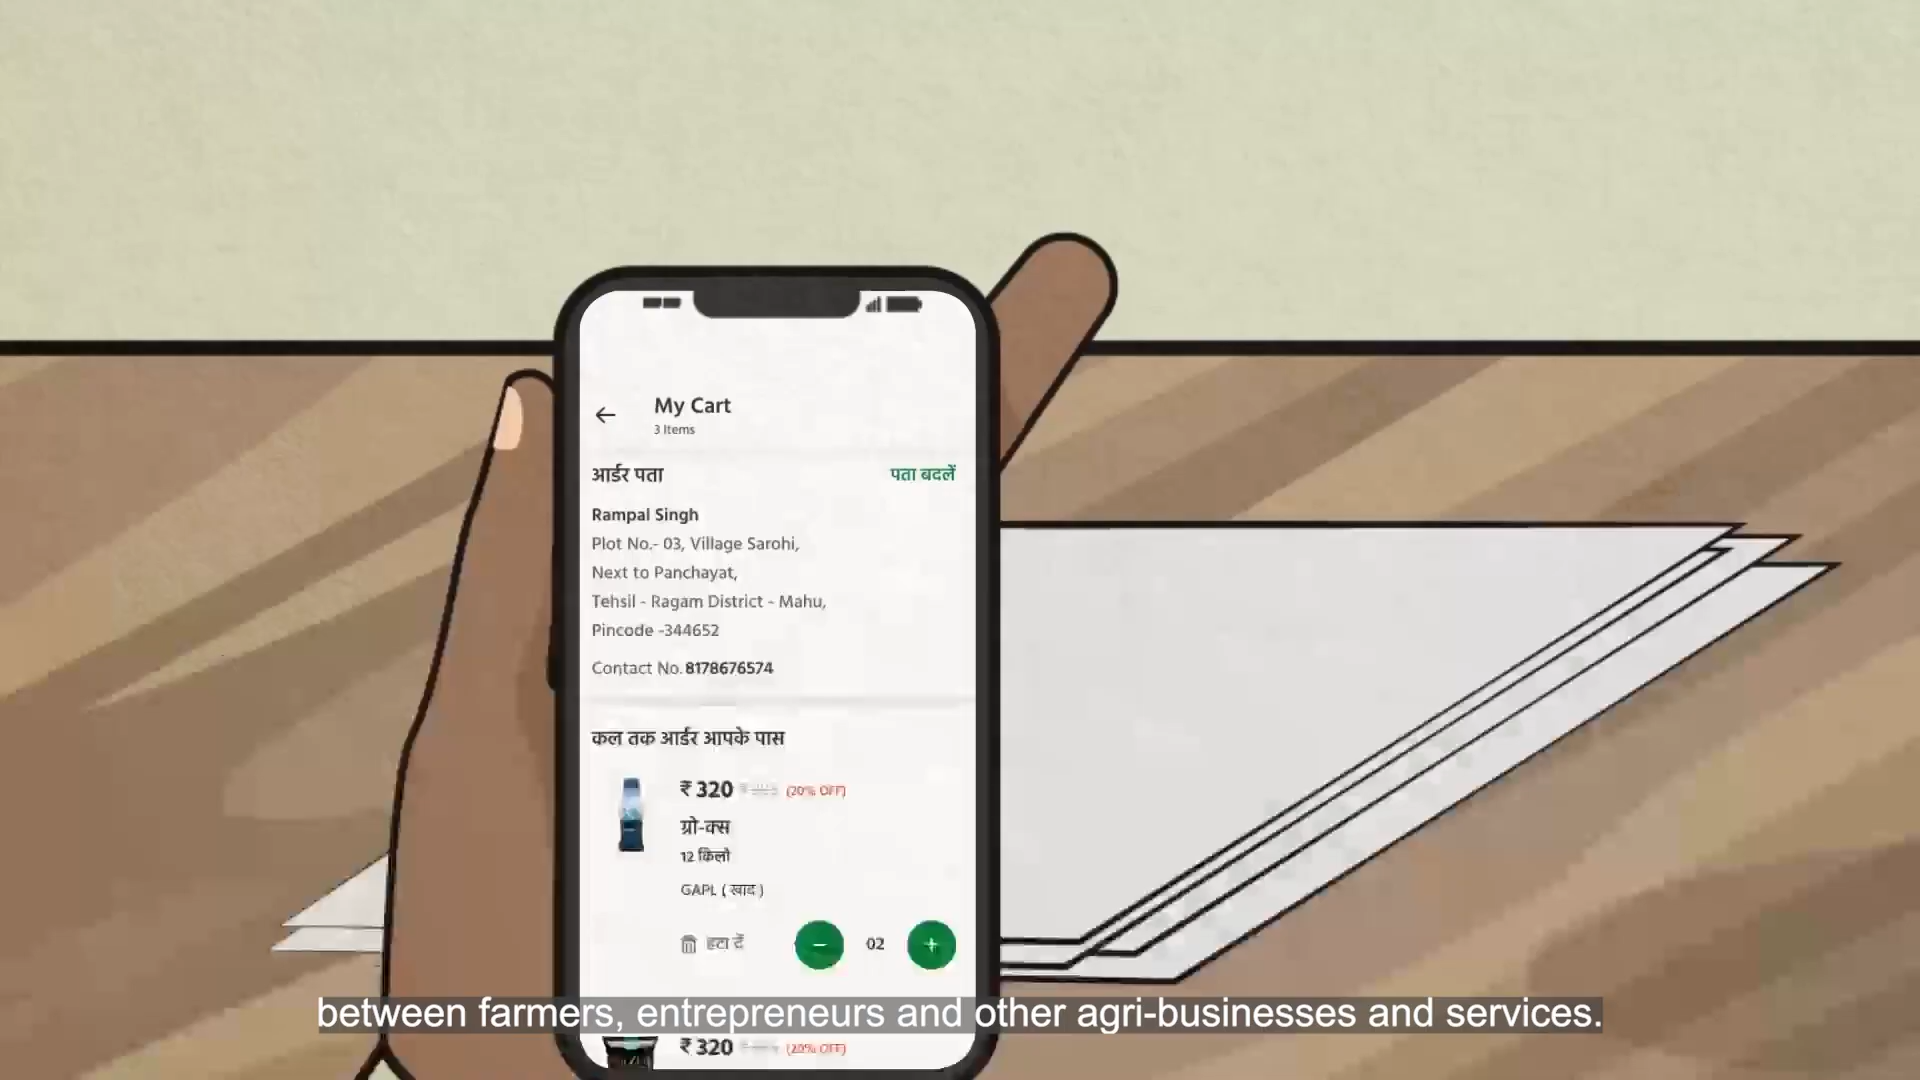 My Cart
3 Items
आर्डर पता
पता बदलें
Rampal Singh
Plot No.- 03, Village Sarohi,
Next to Panchayat,
Tehsil - Ragam District - Mahu,
Pincode -344652
Contact No. 8178676574
कल तक आर्डर आपके पास
₹ 320 (20% OFF)
ग्रो-क्स
12 किलो
GAPL ( खाद )
हटा दें
02
between farmers, entrepreneurs and other agri-businesses and services.
₹ 320 (20% OFF)